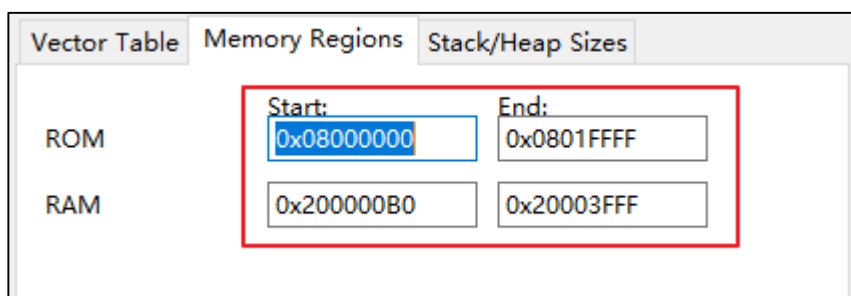 Vector Table Memory Regions Stack/Heap Sizes
Start: End:
ROM 0x08000000 0x0801FFFF
RAM 0x200000B0 0x20003FFF